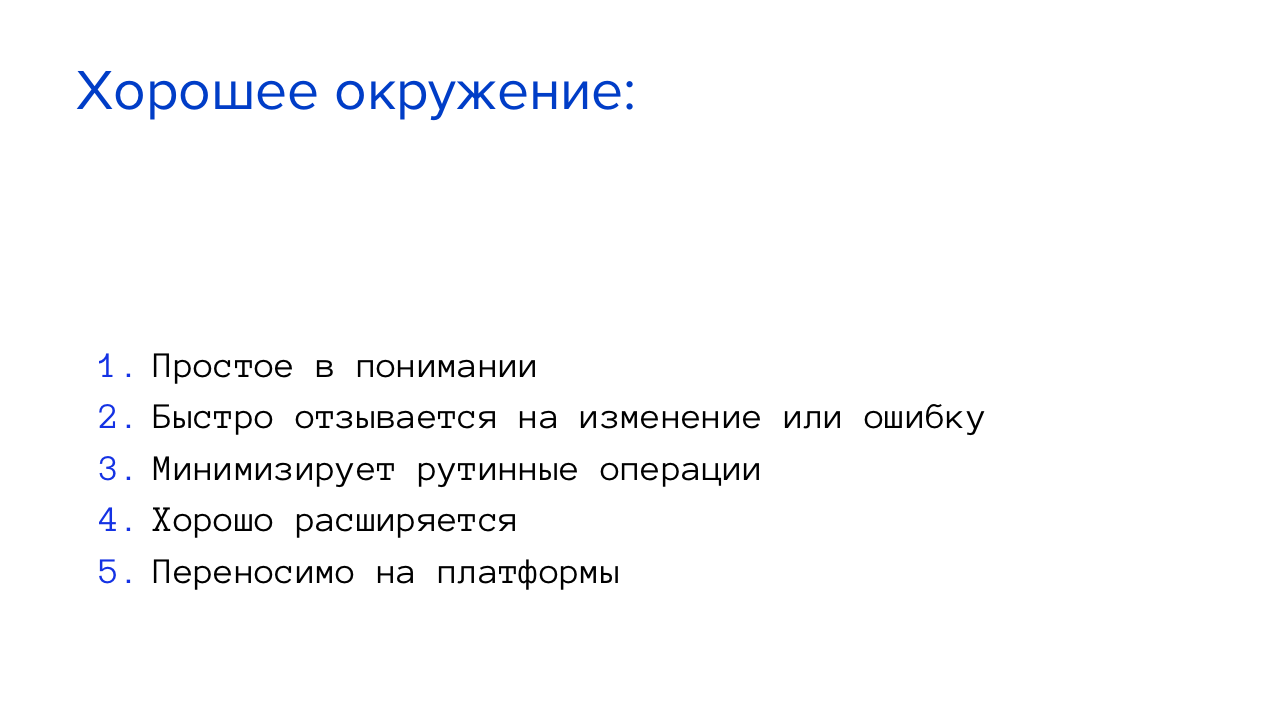 Хорошее окружение:
1. Простое в понимании
2. Быстро отзывается на изменение или ошибку
3. Минимизирует рутинные операции
4. Хорошо расширяется
5. Переносимо на платформы